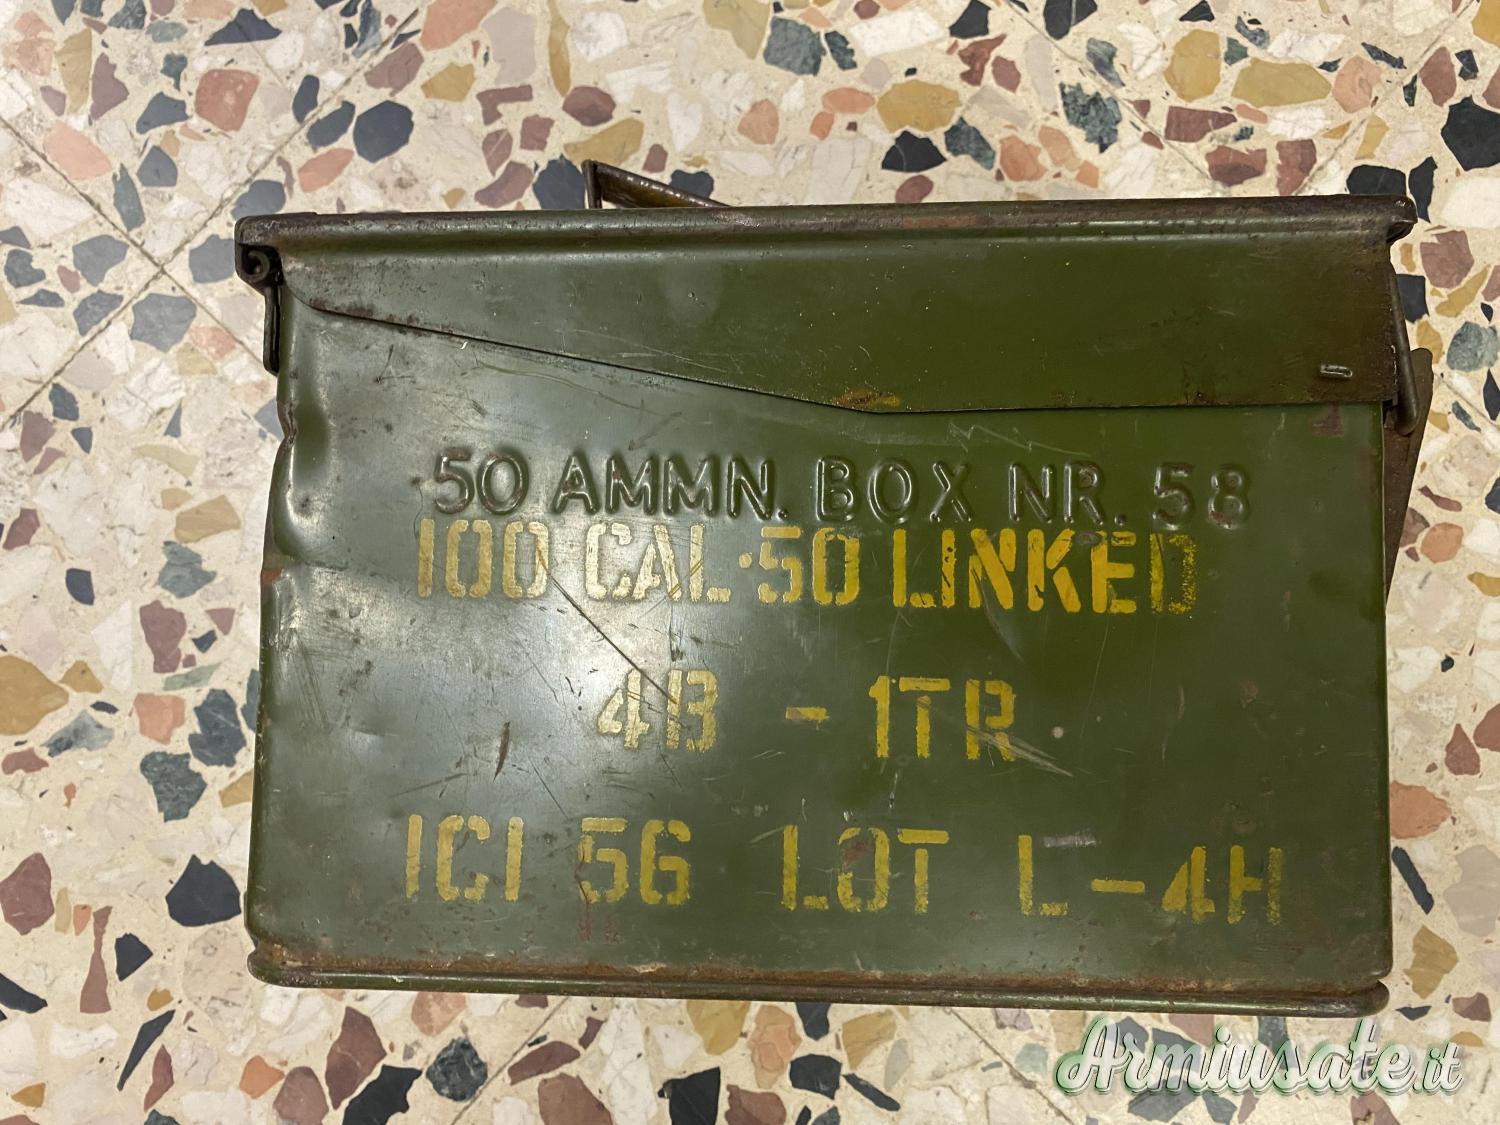 50 AMMN. BOX NR. 58
100 CAL·50 LINKED
4B - 1TR
ICI 56 LOT L-4H
Armiusate.it